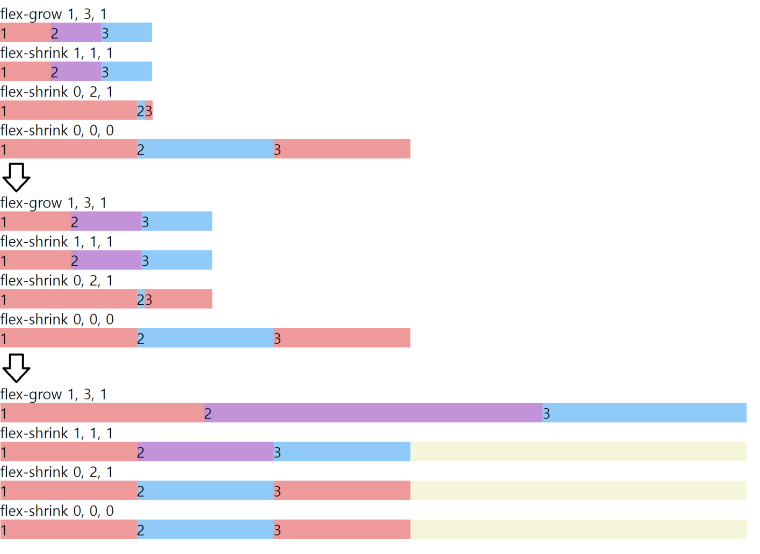 flex-grow 1, 3, 1
1 2 3
flex-shrink 1, 1, 1
1 2 3
flex-shrink 0, 2, 1
1 23
flex-shrink 0, 0, 0
1 2 3
flex-grow 1, 3, 1
1 2 3
flex-shrink 1, 1, 1
1 2 3
flex-shrink 0, 2, 1
1 23
flex-shrink 0, 0, 0
1 2 3
flex-grow 1, 3, 1
1 2 3
flex-shrink 1, 1, 1
1 2 3
flex-shrink 0, 2, 1
1 2 3
flex-shrink 0, 0, 0
1 2 3